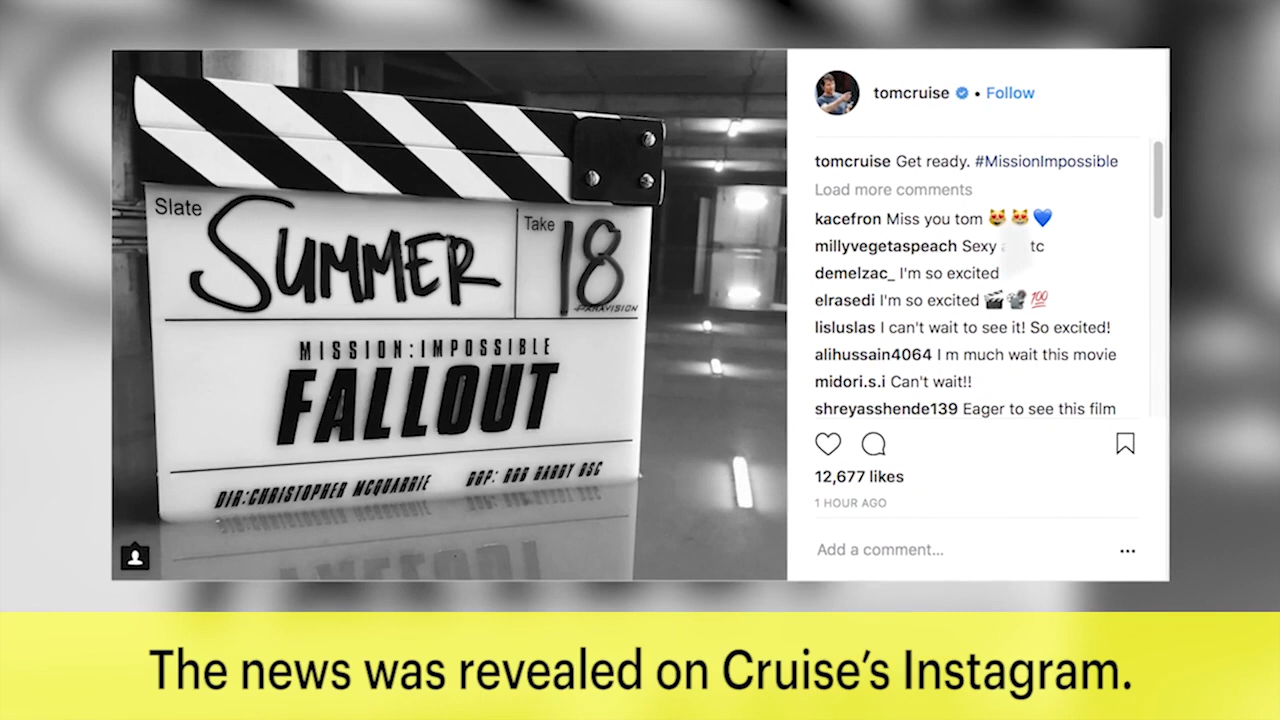 Slate
SUMMER
Take
18
PANAVISION
MISSION:IMPOSSIBLE
FALLOUT
DIR:CHRISTOPHER MCQUARRIE
DOP: ROB HARDY BSC
tomcruise • Follow
tomcruise Get ready. #MissionImpossible
Load more comments
kacefron Miss you tom 😻 😻 💙
millyvegetaspeach Sexy tc
demelzac_ I'm so excited
elrasedi I'm so excited 🎬 📽 💯
lisluslas I can't wait to see it! So excited!
alihussain4064 I m much wait this movie
midori.s.i Can't wait!!
shreyasshende139 Eager to see this film
12,677 likes
1 HOUR AGO
Add a comment...
The news was revealed on Cruise's Instagram.